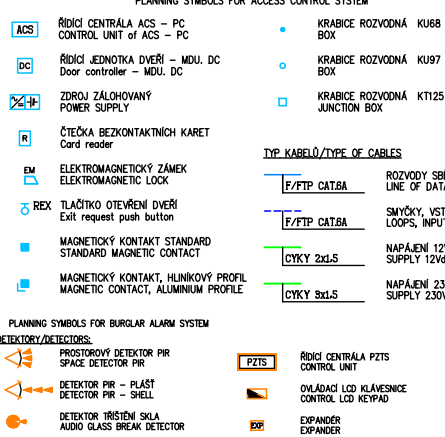 PLANNING SYMBOLS FOR ACCESS CONTROL SYSTEM
ACS
ŘÍDÍCÍ CENTRÁLA ACS – PC
CONTROL UNIT of ACS – PC
DC
ŘÍDÍCÍ JEDNOTKA DVEŘÍ – MDU. DC
Door controller – MDU. DC
ZDROJ ZÁLOHOVANÝ
POWER SUPPLY
R
ČTEČKA BEZKONTAKTNÍCH KARET
Card reader
EM
ELEKTROMAGNETICKÝ ZÁMEK
ELEKTROMAGNETIC LOCK
REX
TLAČÍTKO OTEVŘENÍ DVEŘÍ
Exit request push button
MAGNETICKÝ KONTAKT STANDARD
STANDARD MAGNETIC CONTACT
MAGNETICKÝ KONTAKT, HLINÍKOVÝ PROFIL
MAGNETIC CONTACT, ALUMINIUM PROFILE
KRABICE ROZVODNÁ KU68
BOX
KRABICE ROZVODNÁ KU97
BOX
KRABICE ROZVODNÁ KT125
JUNCTION BOX
TYP KABELŮ/TYPE OF CABLES
F/FTP CAT.6A
ROZVODY SBĚ
LINE OF DATA
F/FTP CAT.6A
SMYČKY, VST
LOOPS, INPUT
CYKY 2x1.5
NAPÁJENÍ 12V
SUPPLY 12Vd
CYKY 3x1.5
NAPÁJENÍ 23
SUPPLY 230V
PLANNING SYMBOLS FOR BURGLAR ALARM SYSTEM
DETEKTORY/DETECTORS:
PROSTOROVÝ DETEKTOR PIR
SPACE DETECTOR PIR
DETEKTOR PIR – PLÁŠŤ
DETECTOR PIR – SHELL
DETEKTOR TŘÍŠTĚNÍ SKLA
AUDIO GLASS BREAK DETECTOR
PZTS
ŘÍDÍCÍ CENTRÁLA PZTS
CONTROL UNIT
OVLÁDACÍ LCD KLÁVESNICE
CONTROL LCD KEYPAD
EXP
EXPANDÉR
EXPANDER